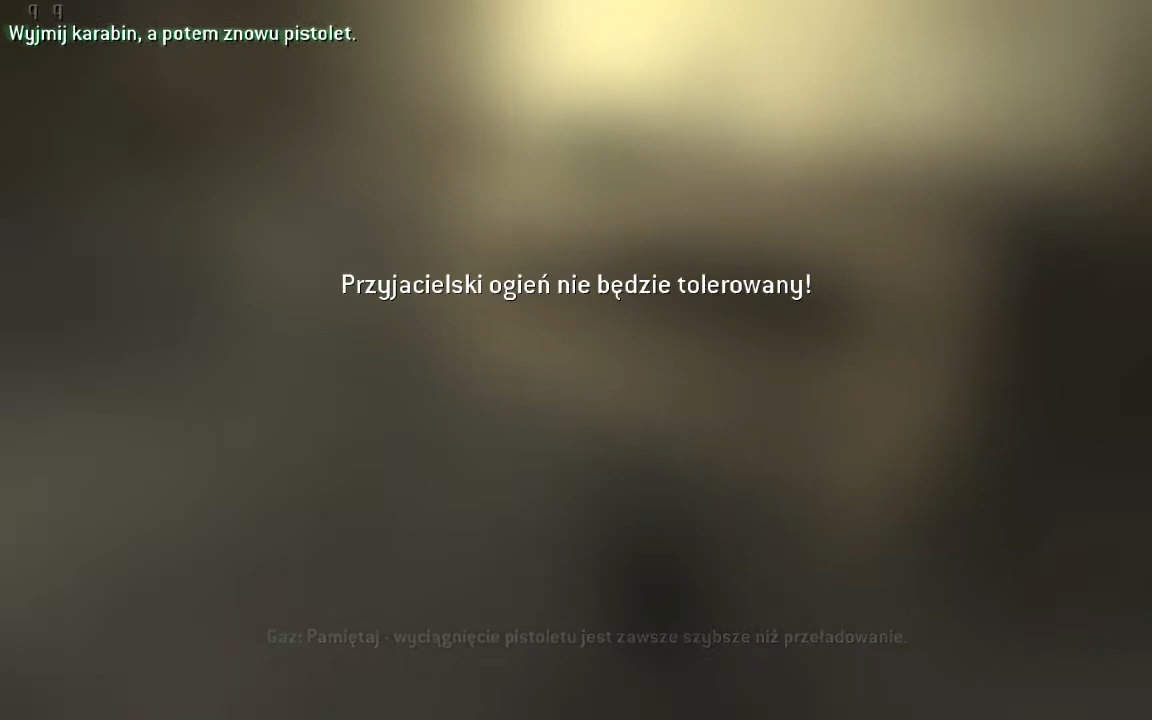 Wyjmij karabin, a potem znowu pistolet.
Przyjacielski ogień nie będzie tolerowany!
Gaz: Pamiętaj - wyciągnięcie pistoletu jest zawsze szybsze niż przeładowanie.